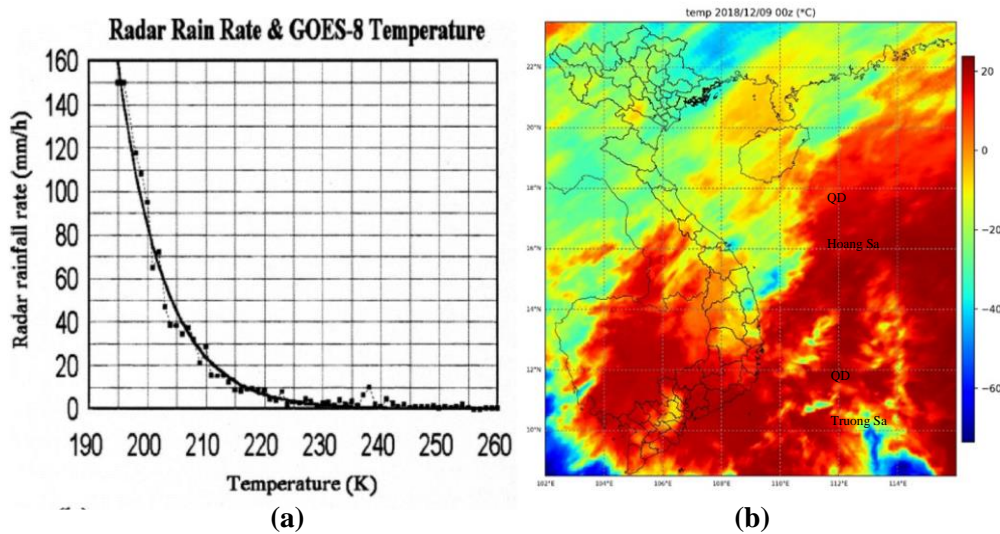 Radar Rain Rate & GOES-8 Temperature
160
150
120
100
80
60
40
20
0
190
200
210
220
230
240
250
260
Radar rainfall rate (mm/h)
Temperature (K)
(a)
temp 2018/12/09 00z (°C)
22°N
20°N
18°N
16°N
14°N
12°N
10°N
102°E
104°E
106°E
108°E
110°E
112°E
114°E
QD
Hoang Sa
QD
Truong Sa
20
0
−20
−40
−60
(b)